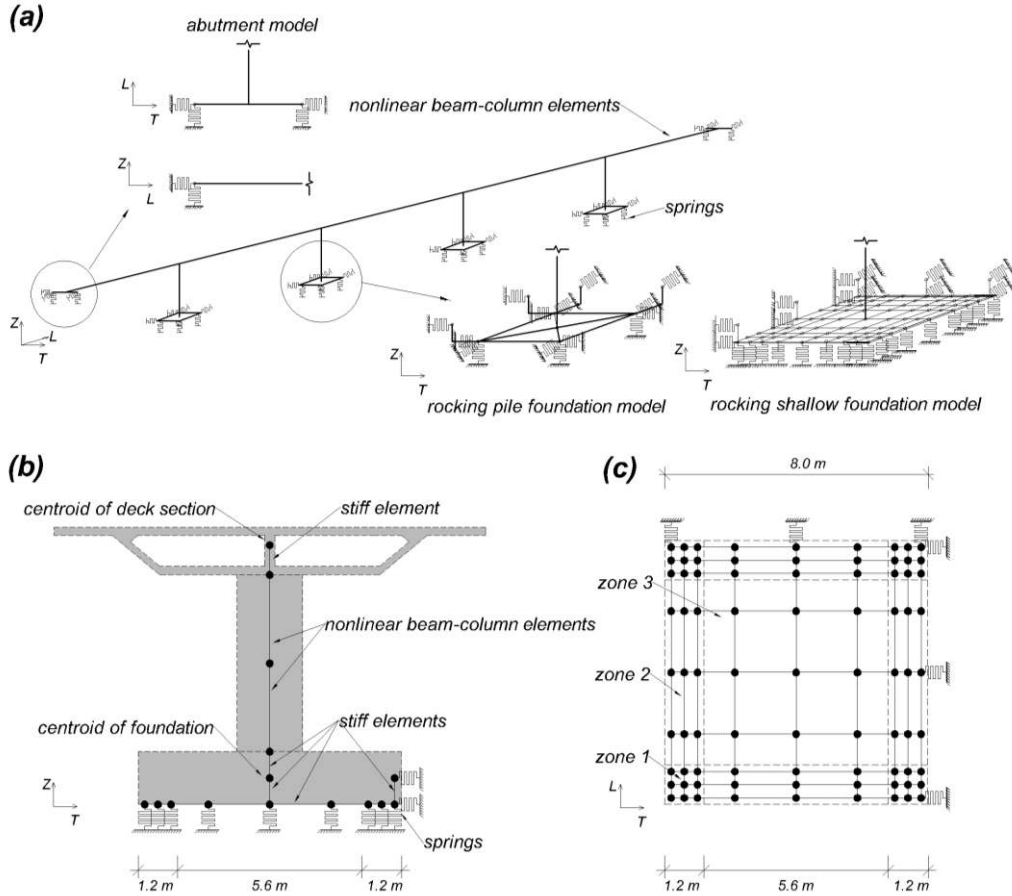 (a)
abutment model
L
T
nonlinear beam-column elements
Z
L
springs
Z
L
T
Z
T
rocking pile foundation model
Z
T
rocking shallow foundation model
(b)
centroid of deck section
stiff element
nonlinear beam-column elements
centroid of foundation
stiff elements
Z
T
springs
1.2 m
5.6 m
1.2 m
(c)
8.0 m
zone 3
zone 2
zone 1
L
T
1.2 m
5.6 m
1.2 m